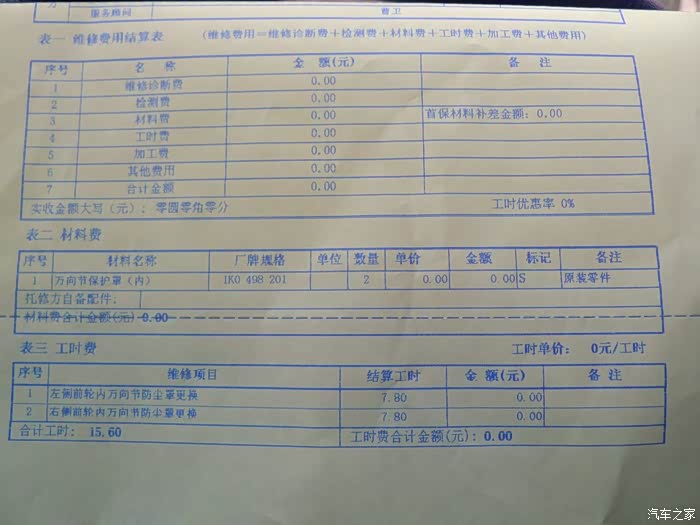 方
服务顾问 曹卫
表一 维修费用结算表 (维修费用=维修诊断费+检测费+材料费+工时费+加工费+其他费用)
序号 名 称 金 额(元) 备 注
1 维修诊断费 0.00
2 检测费 0.00
3 材料费 0.00 首保材料补差金额: 0.00
4 工时费 0.00
5 加工费 0.00
6 其他费用 0.00
7 合计金额 0.00
实收金额大写(元): 零圆零角零分 工时优惠率 0%
表二 材料费
序号 材料名称 厂牌规格 单位 数量 单价 金额 标记 备注
1 万向节保护罩(内) 1K0 498 201 2 0.00 0.00 S 原装零件
托修方自备配件:
材料费合计金额(元) 0.00
表三 工时费 工时单价: 0元/工时
序号 维修项目 结算工时 金 额(元) 备 注
1 左侧前轮内万向节防尘罩更换 7.80 0.00
2 右侧前轮内万向节防尘罩更换 7.80 0.00
合计工时: 15.60 工时费合计金额(元): 0.00
汽车之家